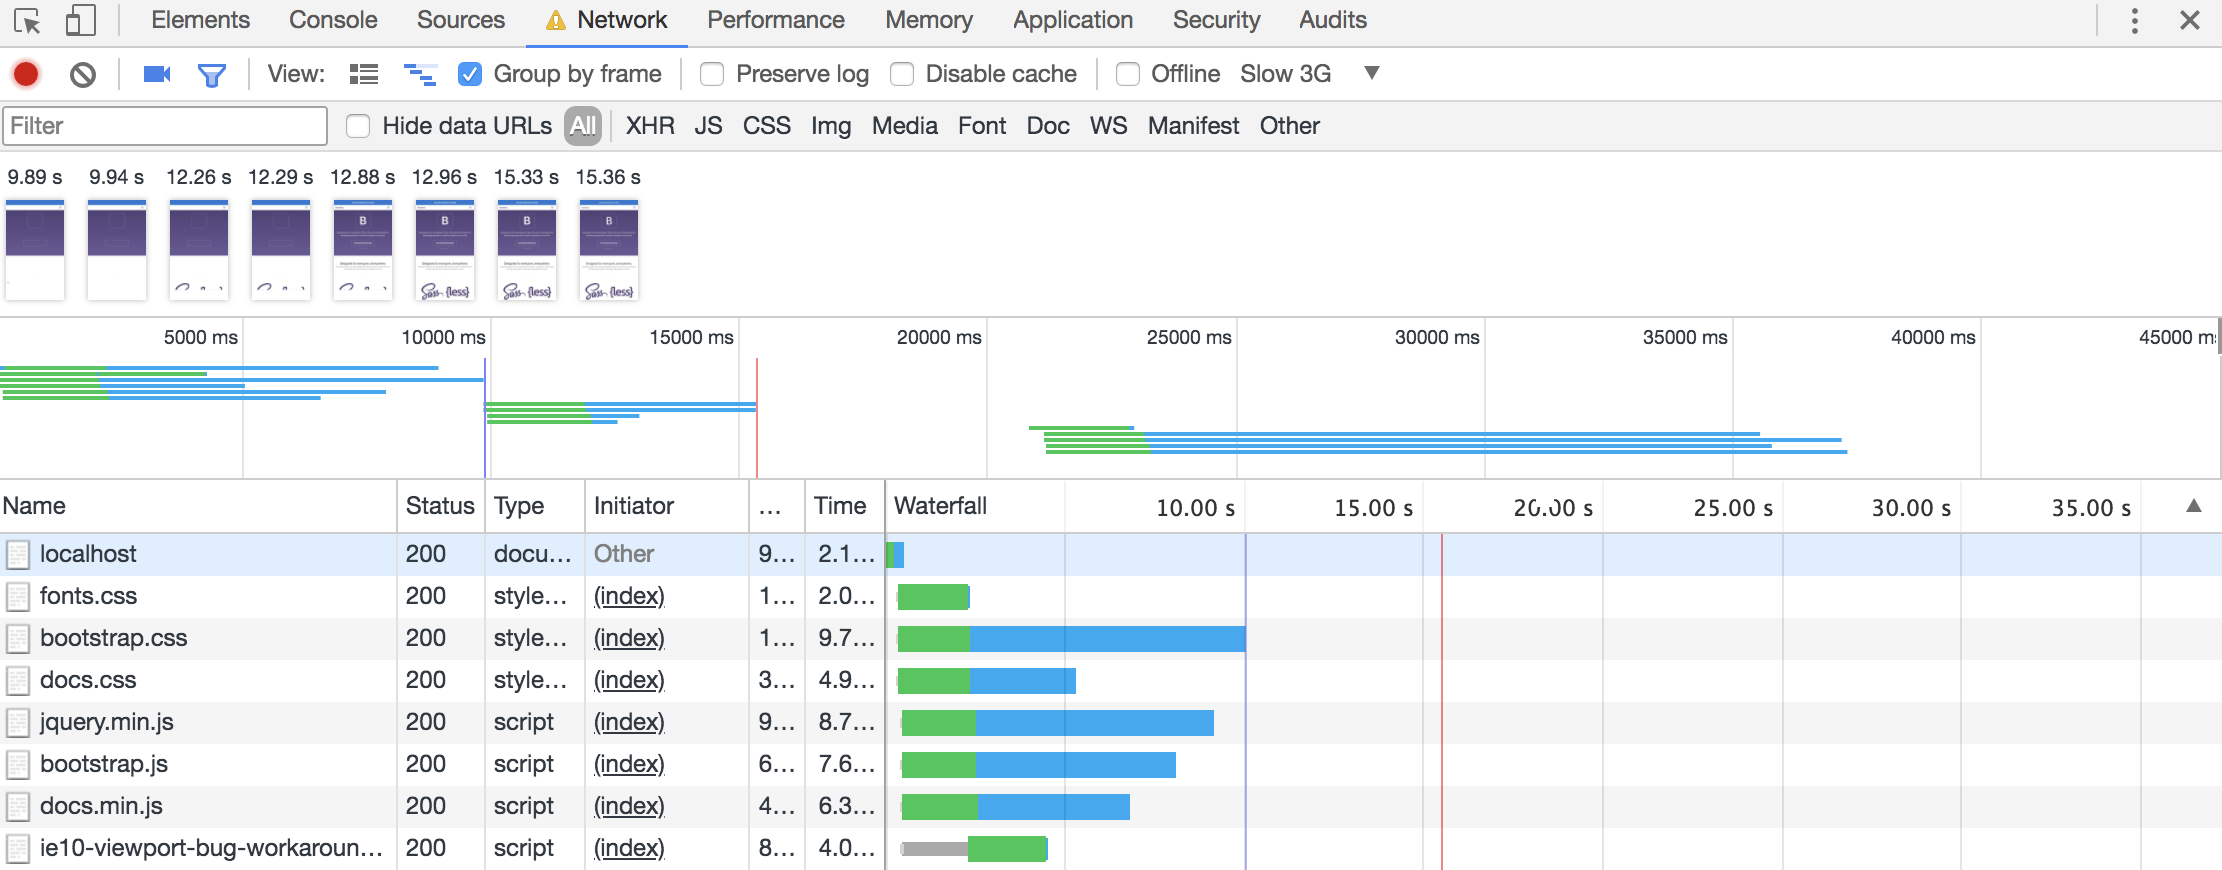 Elements Console Sources Network Performance Memory Application Security Audits
View: Group by frame Preserve log Disable cache Offline Slow 3G
Filter Hide data URLs All XHR JS CSS Img Media Font Doc WS Manifest Other
9.89 s 9.94 s 12.26 s 12.29 s 12.88 s 12.96 s 15.33 s 15.36 s
B B B B
Sass {less} Sass {less} Sass {less}
5000 ms 10000 ms 15000 ms 20000 ms 25000 ms 30000 ms 35000 ms 40000 ms 45000 m
Name Status Type Initiator ... Time Waterfall 10.00 s 15.00 s 20.00 s 25.00 s 30.00 s 35.00 s
localhost 200 docu... Other 9... 2.1...
fonts.css 200 style... (index) 1... 2.0...
bootstrap.css 200 style... (index) 1... 9.7...
docs.css 200 style... (index) 3... 4.9...
jquery.min.js 200 script (index) 9... 8.7...
bootstrap.js 200 script (index) 6... 7.6...
docs.min.js 200 script (index) 4... 6.3...
ie10-viewport-bug-workaroun... 200 script (index) 8... 4.0...